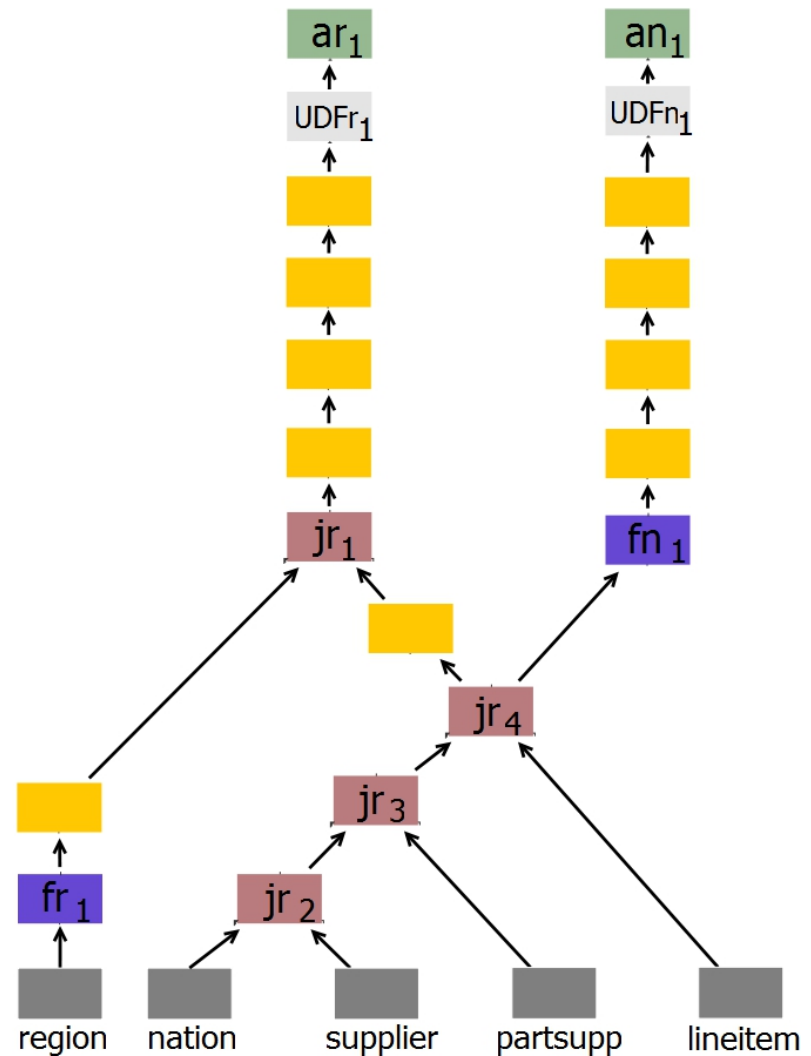 ar1 an1
UDFr1 UDFn1
jr1 fn1
jr4
jr3
fr1 jr2
region nation supplier partsupp lineitem